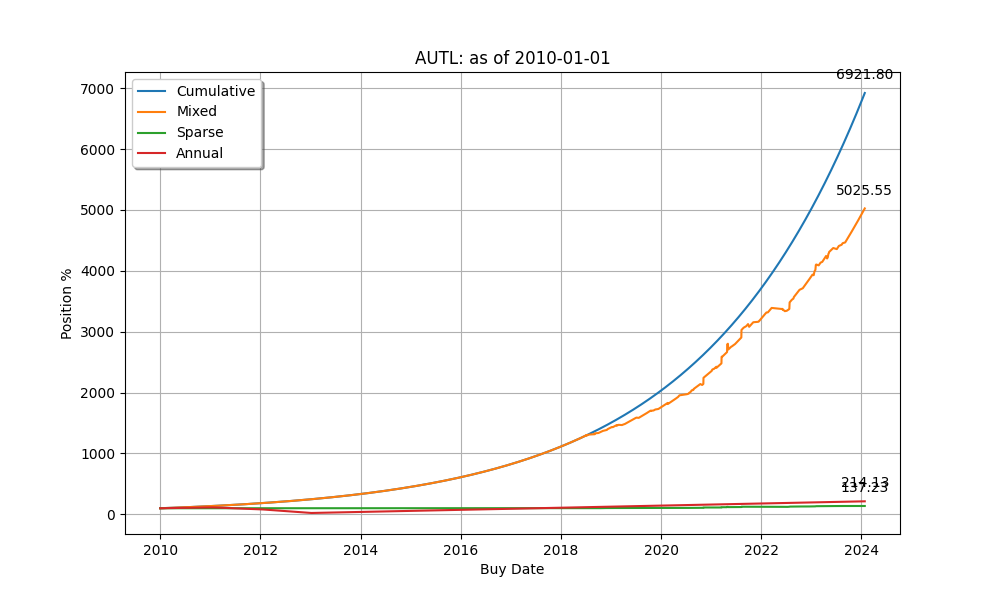 AUTL: as of 2010-01-01
Cumulative
Mixed
Sparse
Annual
6921.80
5025.55
214.13
137.23
7000
6000
5000
4000
3000
2000
1000
0
Position %
2010
2012
2014
2016
2018
2020
2022
2024
Buy Date